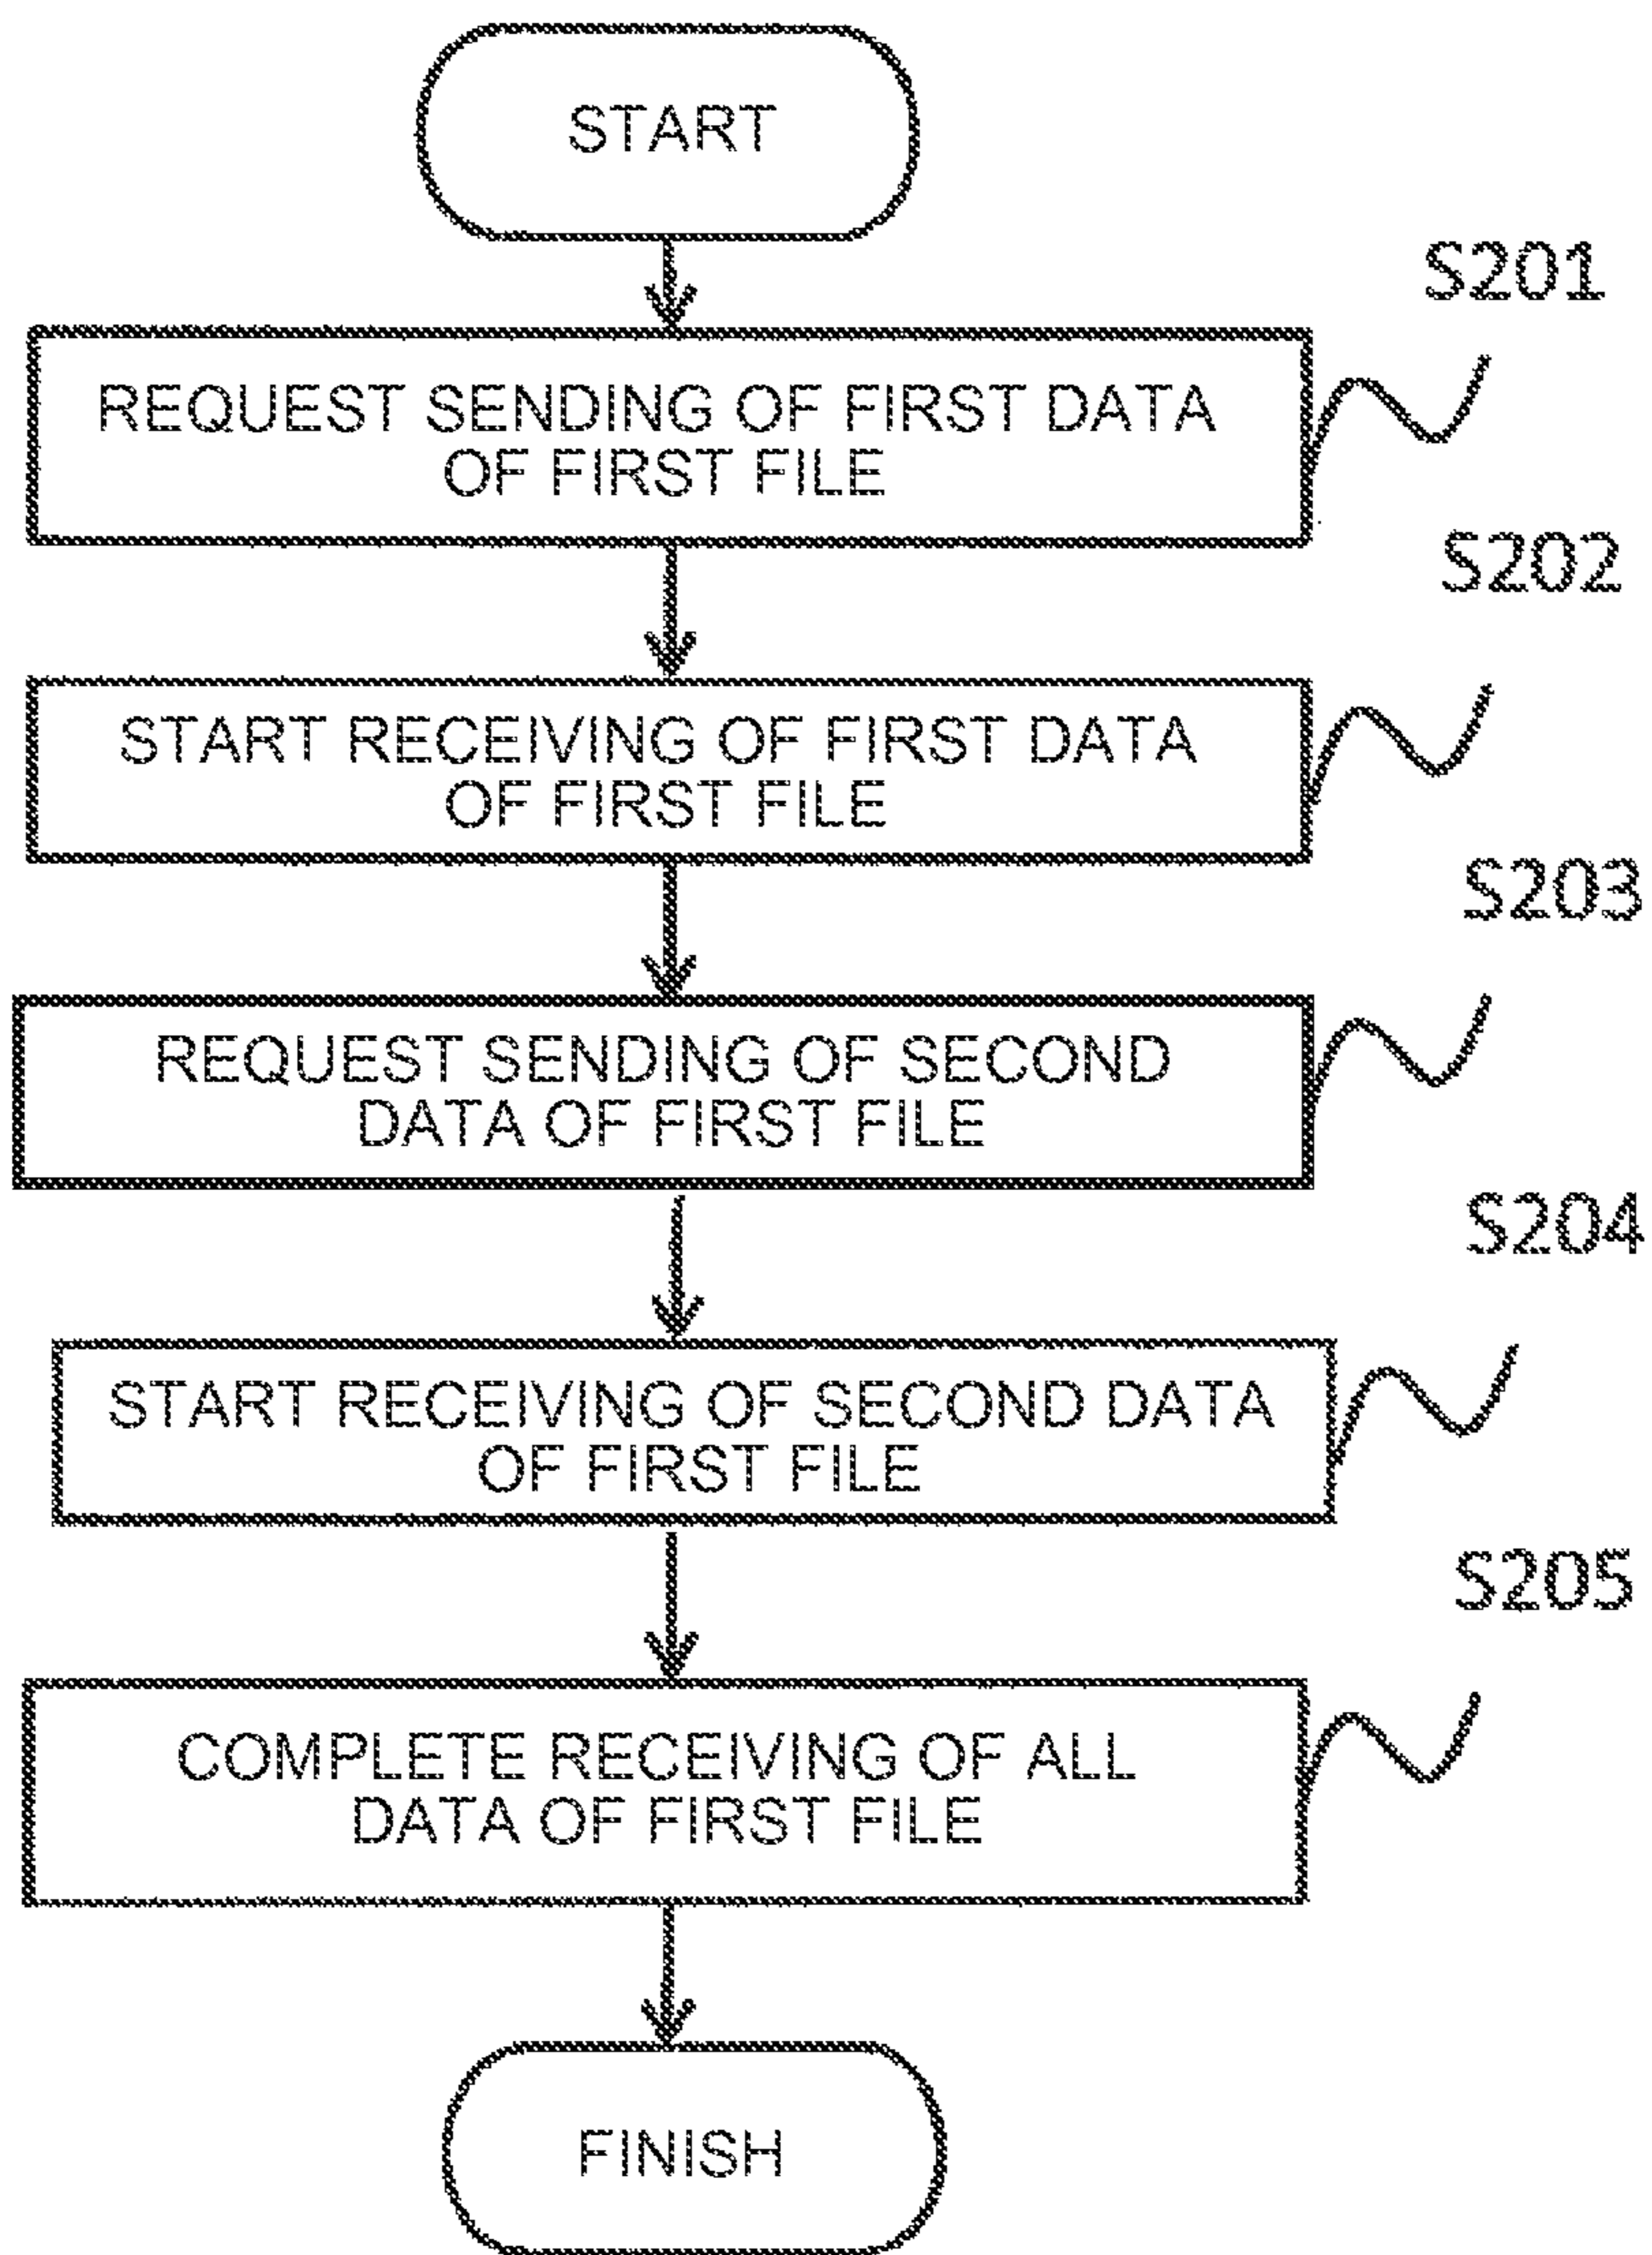 START
S201
REQUEST SENDING OF FIRST DATA
OF FIRST FILE
S202
START RECEIVING OF FIRST DATA
OF FIRST FILE
S203
REQUEST SENDING OF SECOND
DATA OF FIRST FILE
S204
START RECEIVING OF SECOND DATA
OF FIRST FILE
S205
COMPLETE RECEIVING OF ALL
DATA OF FIRST FILE
FINISH